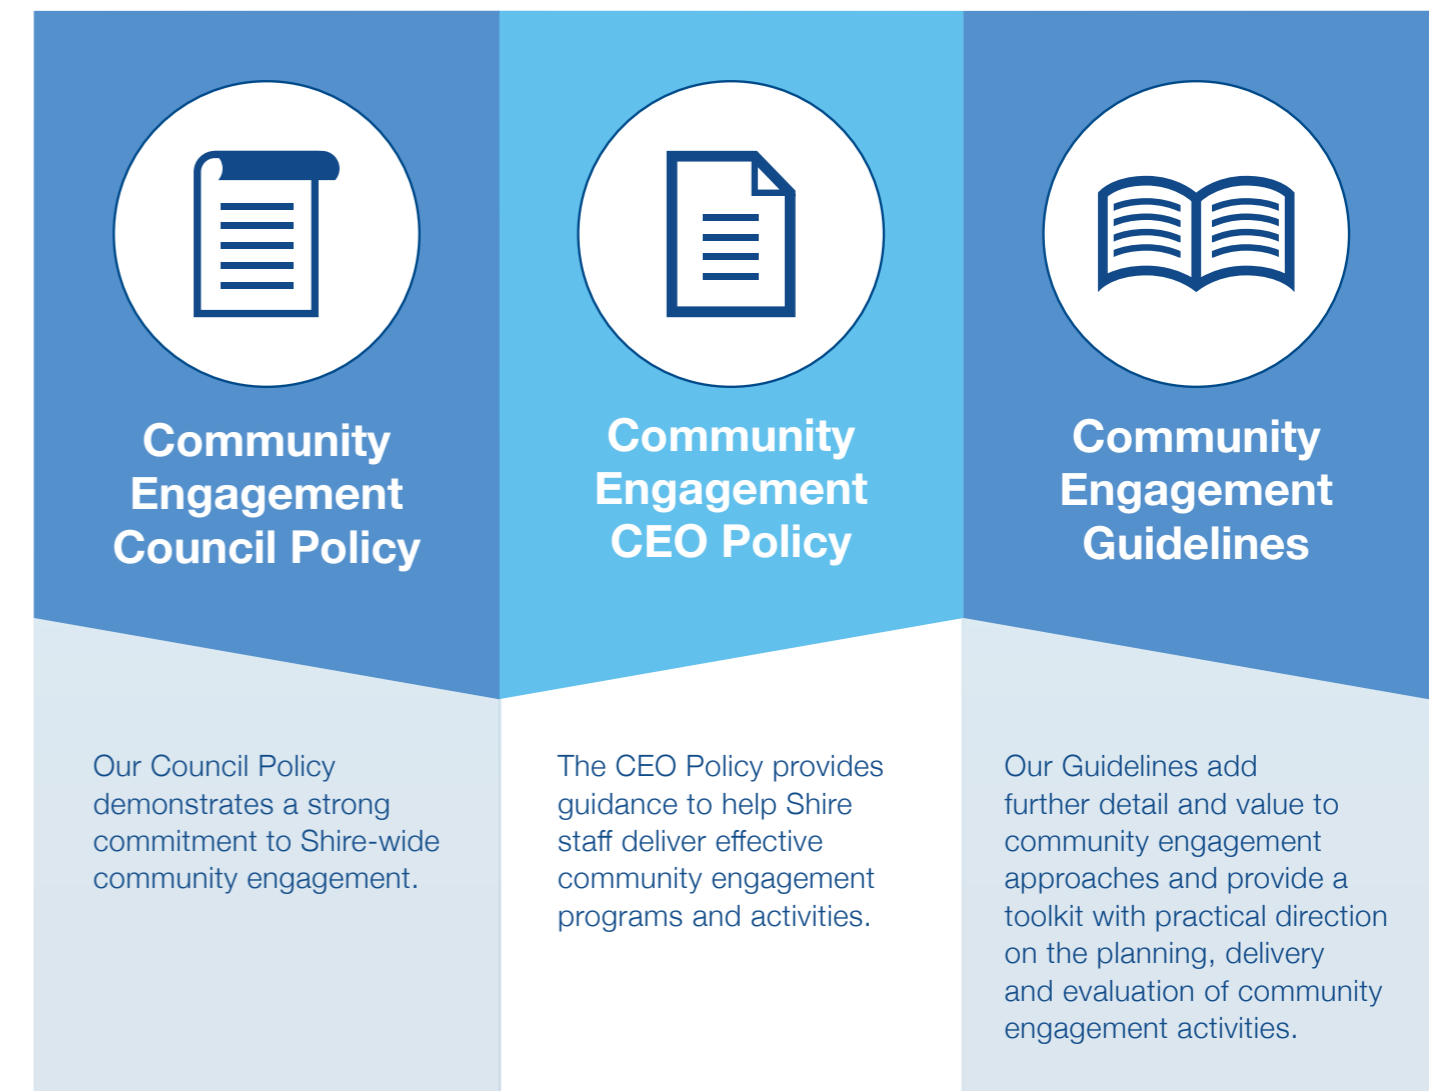 Community
Engagement
Council Policy
Our Council Policy
demonstrates a strong
commitment to Shire-wide
community engagement.
Community
Engagement
CEO Policy
The CEO Policy provides
guidance to help Shire
staff deliver effective
community engagement
programs and activities.
Community
Engagement
Guidelines
Our Guidelines add
further detail and value to
community engagement
approaches and provide a
toolkit with practical direction
on the planning, delivery
and evaluation of community
engagement activities.